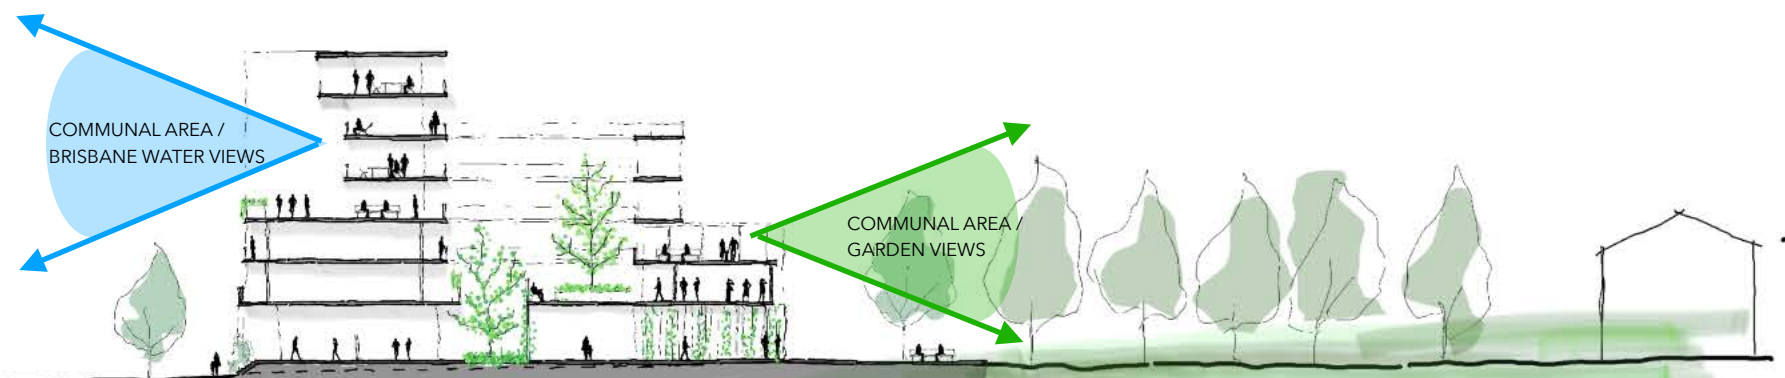 COMMUNAL AREA /
BRISBANE WATER VIEWS
COMMUNAL AREA /
GARDEN VIEWS